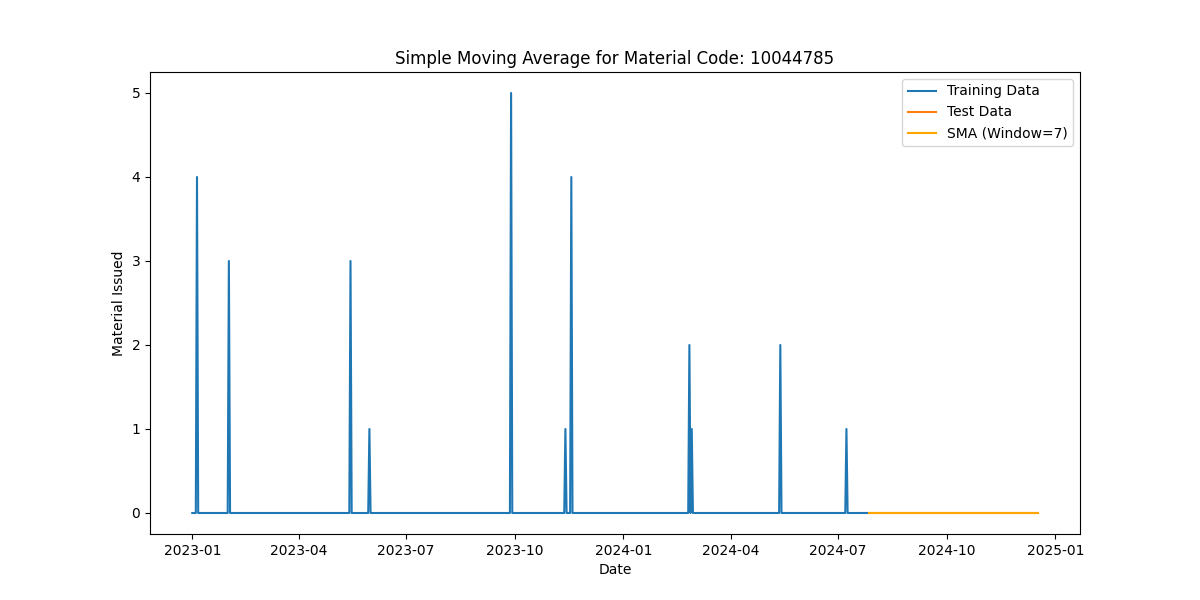 Simple Moving Average for Material Code: 10044785
Training Data
Test Data
SMA (Window=7)
Material Issued
5
4
3
2
1
0
2023-01
2023-04
2023-07
2023-10
2024-01
2024-04
2024-07
2024-10
2025-01
Date